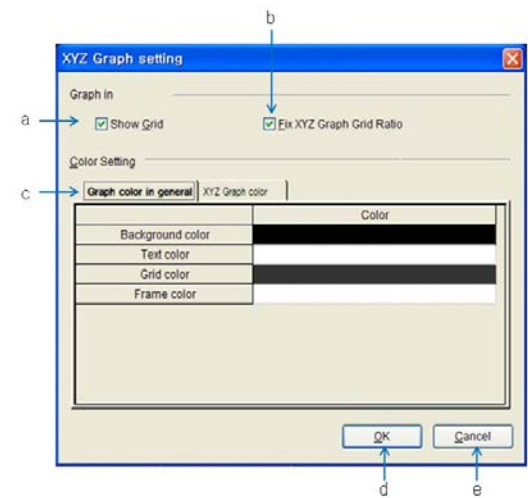 b
XYZ Graph setting
Graph in
a
Show Grid
Fix XYZ Graph Grid Ratio
Color Setting
c
Graph color in general
XYZ Graph color
Color
Background color
Text color
Grid color
Frame color
OK
Cancel
d
e